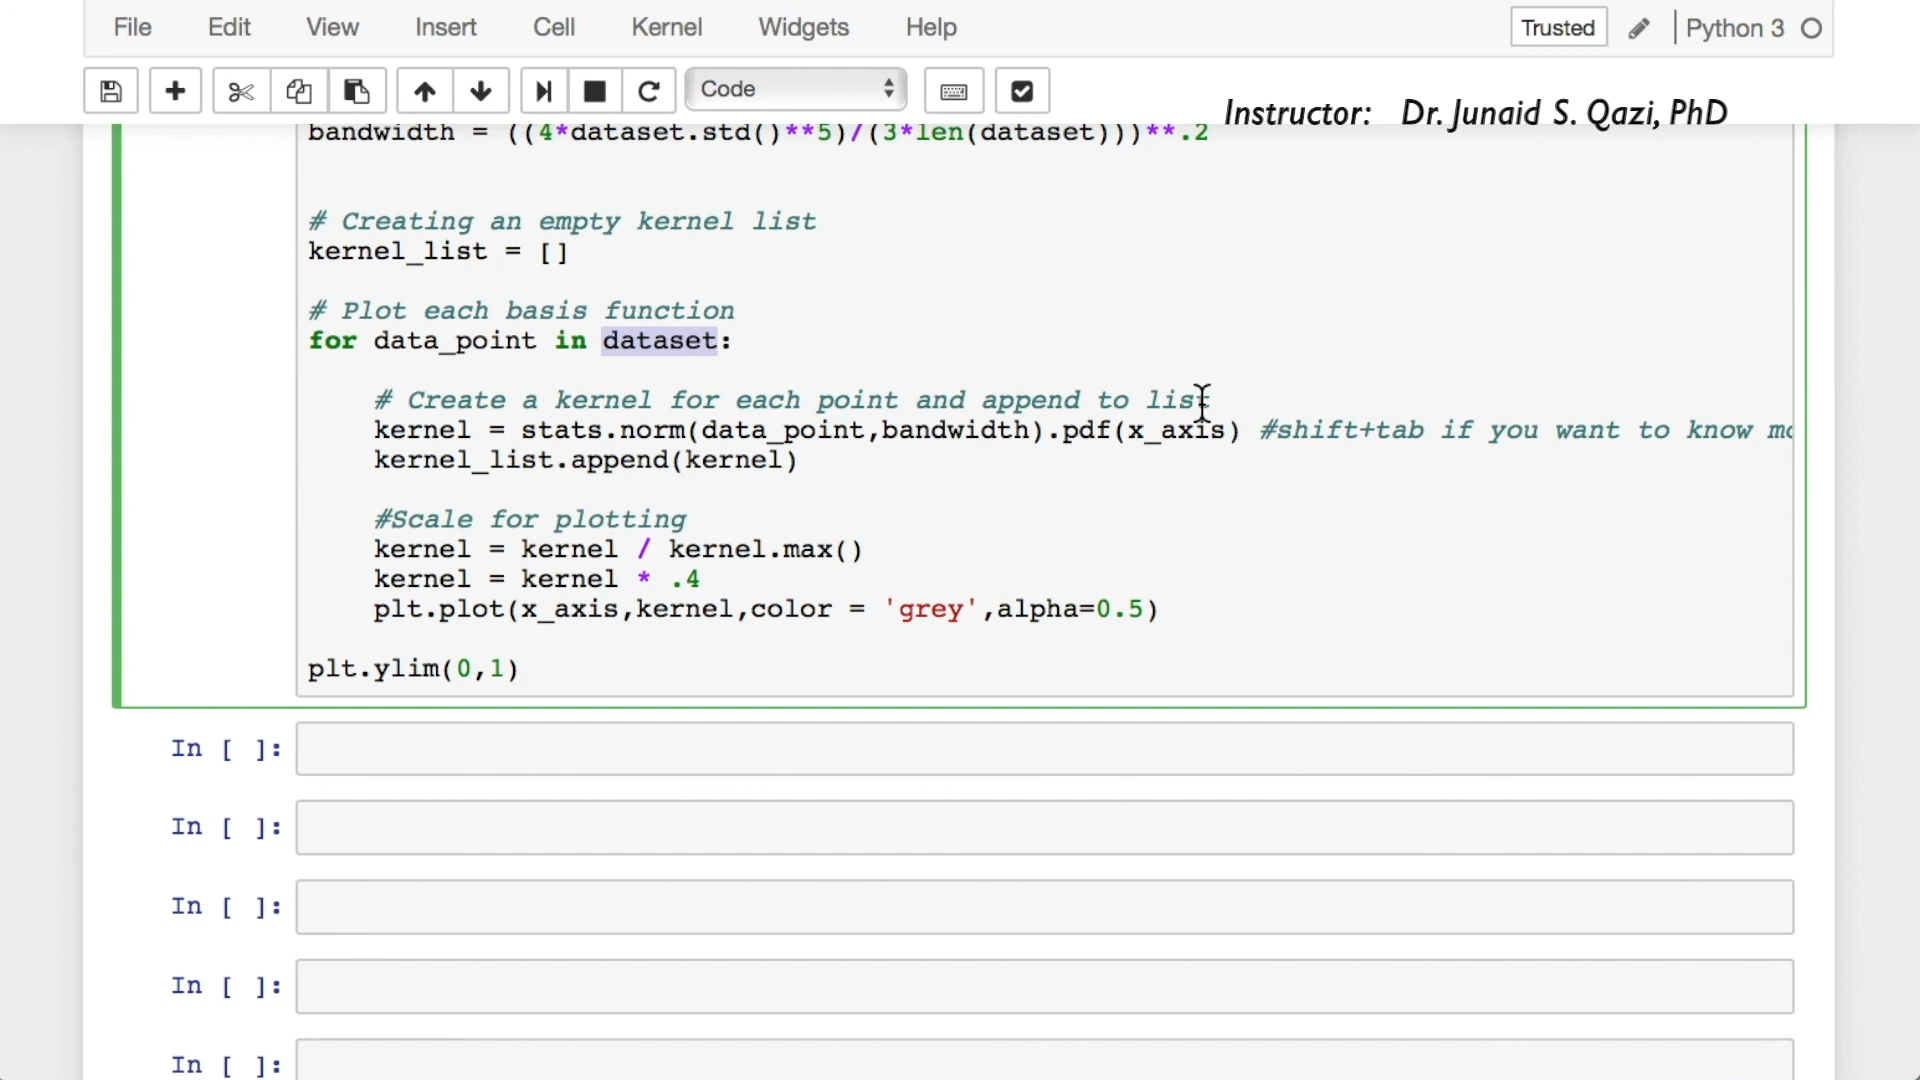 File Edit View Insert Cell Kernel Widgets Help Trusted Python 3
Code
Instructor: Dr. Junaid S. Qazi, PhD
bandwidth = ((4*dataset.std()**5)/(3*len(dataset)))**.2
# Creating an empty kernel list
kernel_list = []
# Plot each basis function
for data_point in dataset:
# Create a kernel for each point and append to list
kernel = stats.norm(data_point,bandwidth).pdf(x_axis) #shift+tab if you want to know
kernel_list.append(kernel)
#Scale for plotting
kernel = kernel / kernel.max()
kernel = kernel * .4
plt.plot(x_axis,kernel,color = 'grey',alpha=0.5)
plt.ylim(0,1)
In [ ]:
In [ ]:
In [ ]:
In [ ]:
In [ ]: